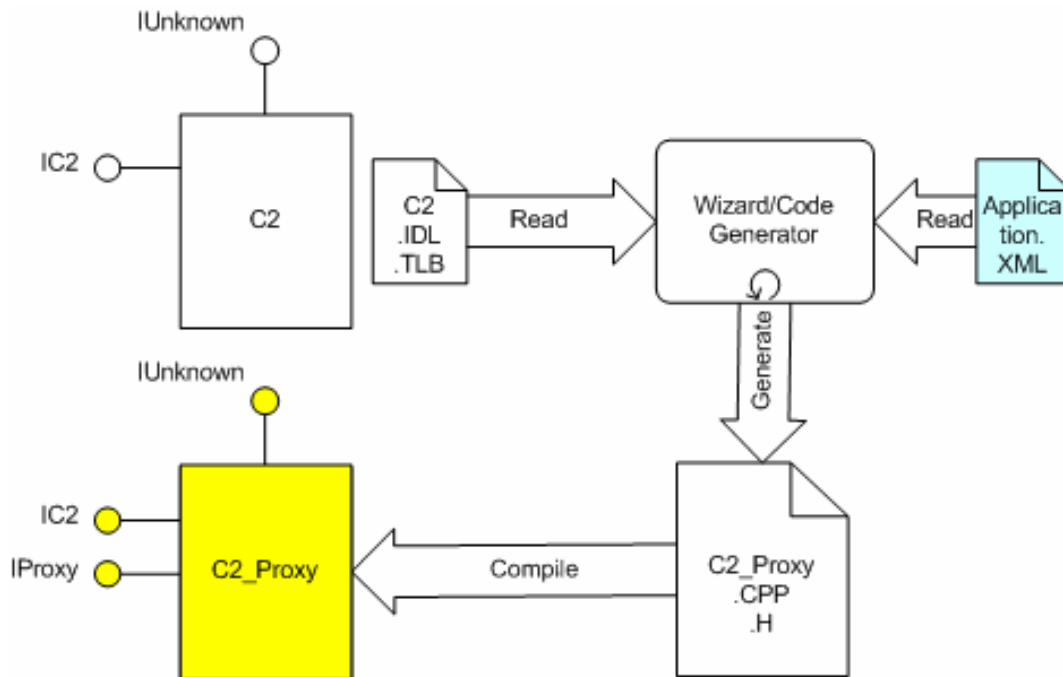 IUnknown
IC2
C2
C2
.IDL
.TLB
Read
Wizard/Code
Generator
Read
Applica
tion.
XML
Generate
IUnknown
IC2
IProxy
C2_Proxy
Compile
C2_Proxy
.CPP
.H